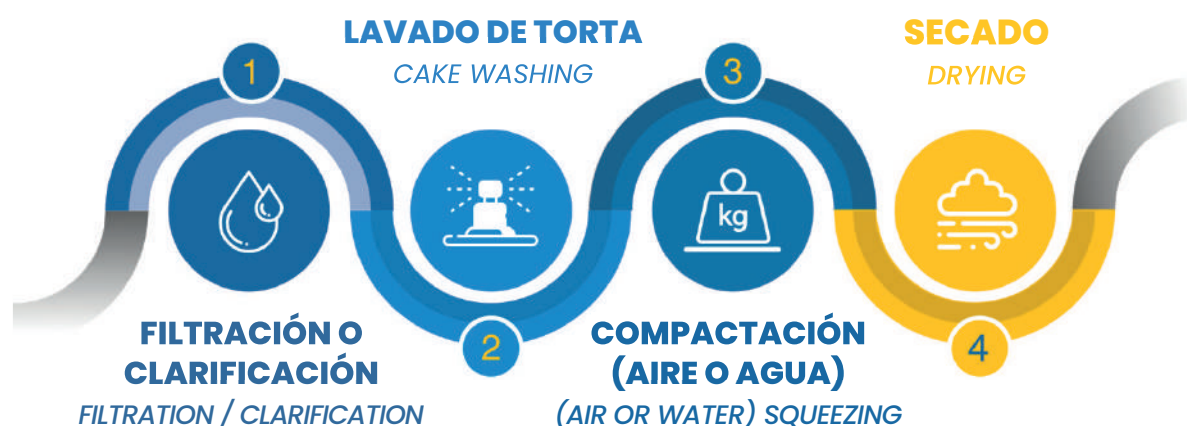 1
FILTRACIÓN O
CLARIFICACIÓN
FILTRATION / CLARIFICATION
LAVADO DE TORTA
CAKE WASHING
2
3
kg
COMPACTACIÓN
(AIRE O AGUA)
(AIR OR WATER) SQUEEZING
SECADO
DRYING
4